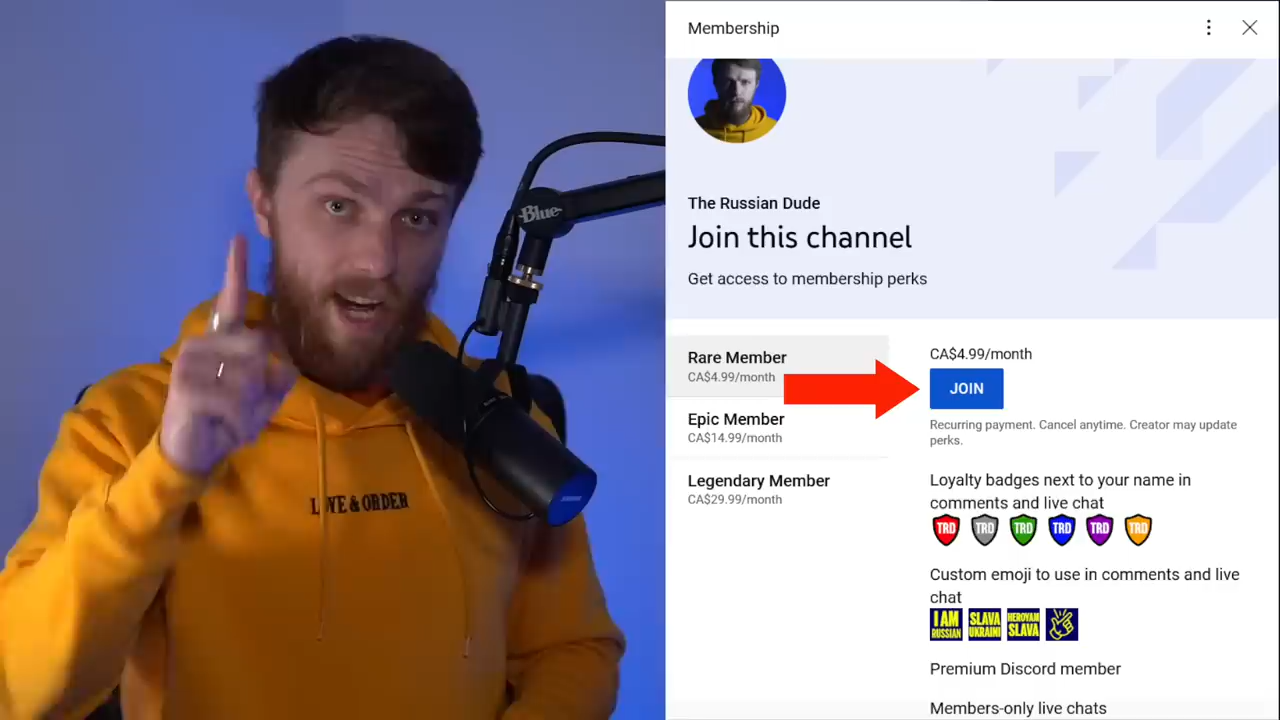 Blue
LOVE & ORDER
Membership
The Russian Dude
Join this channel
Get access to membership perks
Rare Member
CA$4.99/month
Epic Member
CA$14.99/month
Legendary Member
CA$29.99/month
CA$4.99/month
JOIN
Recurring payment. Cancel anytime. Creator may update
perks.
Loyalty badges next to your name in
comments and live chat
TRD TRD TRD TRD TRD TRD
Custom emoji to use in comments and live
chat
I AM RUSSIAN SLAVA UKRAINI HEROYAM SLAVA
Premium Discord member
Members-only live chats